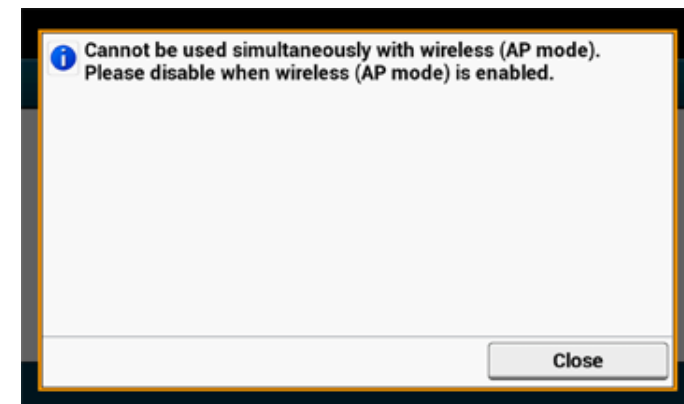 Cannot be used simultaneously with wireless (AP mode).
Please disable when wireless (AP mode) is enabled.
Close